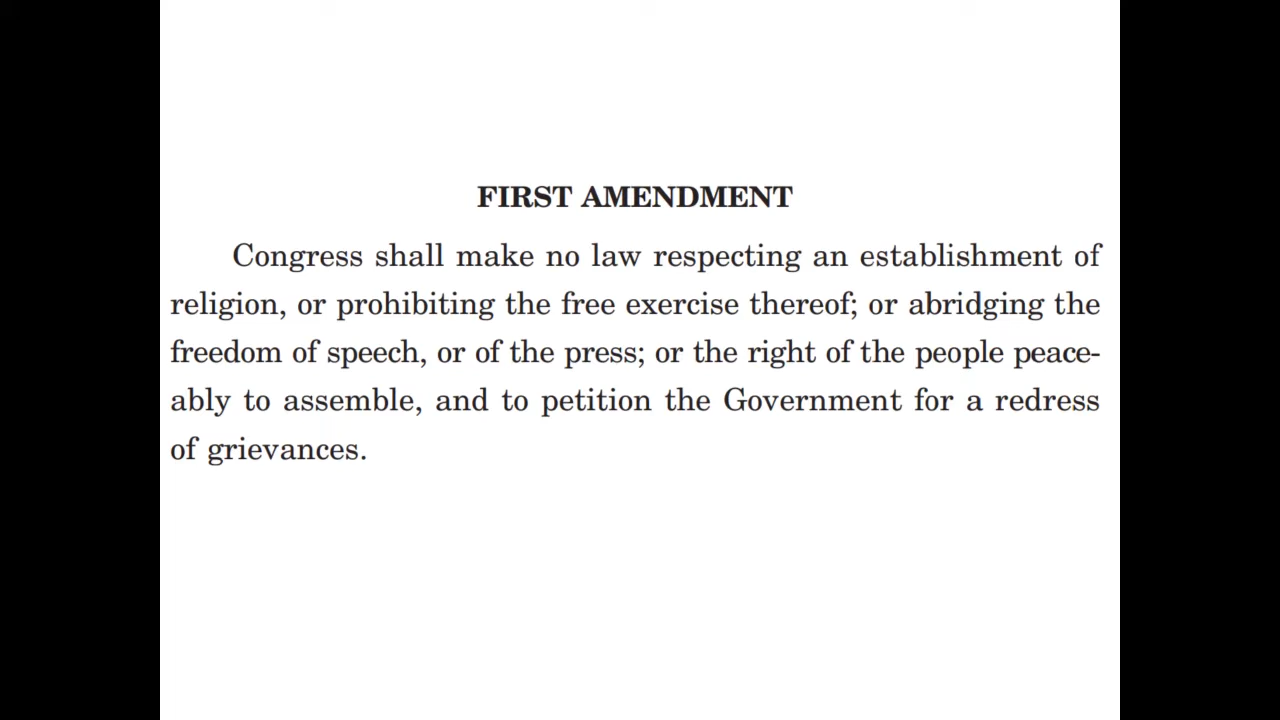 FIRST AMENDMENT
Congress shall make no law respecting an establishment of
religion, or prohibiting the free exercise thereof; or abridging the
freedom of speech, or of the press; or the right of the people peace-
ably to assemble, and to petition the Government for a redress
of grievances.